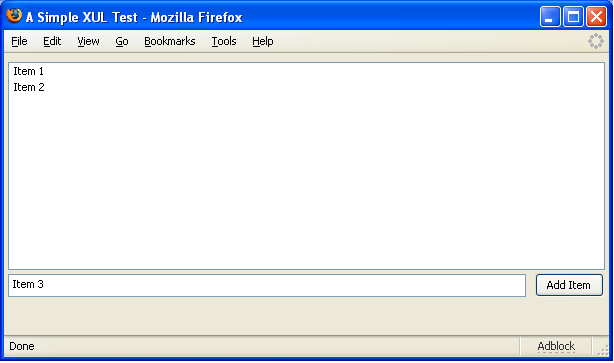 A Simple XUL Test - Mozilla Firefox
File Edit View Go Bookmarks Tools Help
Item 1
Item 2
Item 3 Add Item
Done Adblock